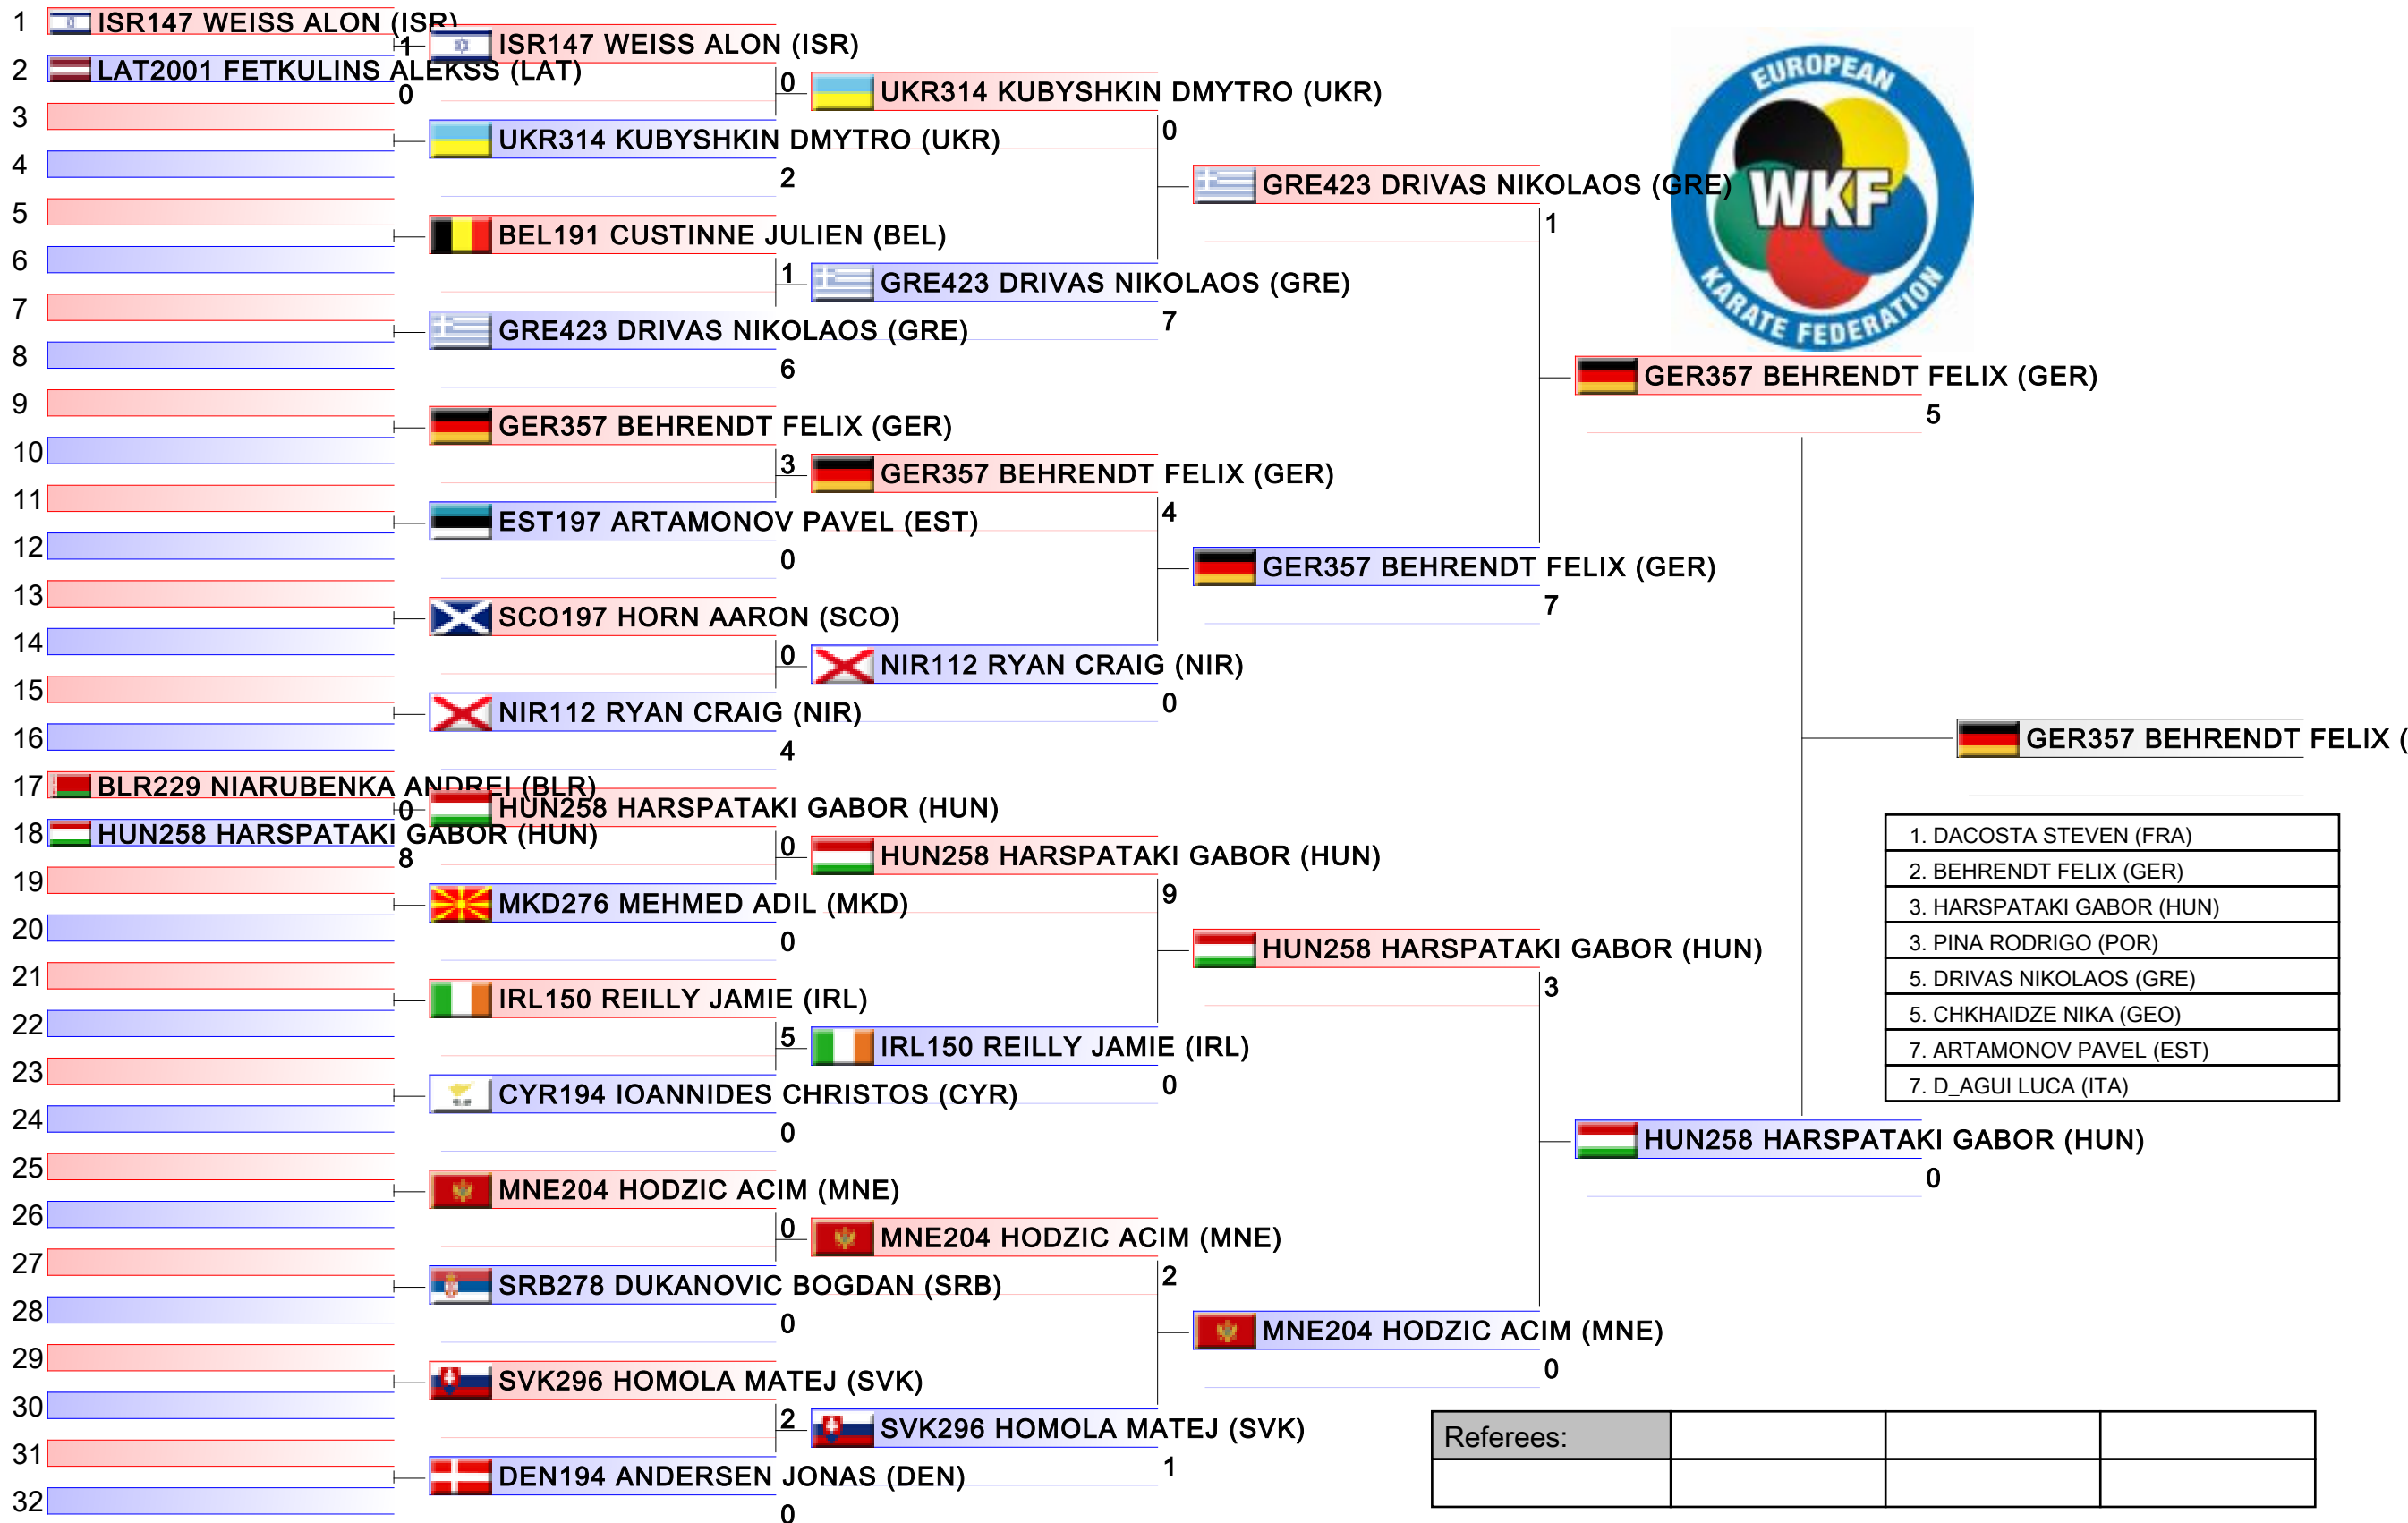 1 ISR147 WEISS ALON (ISR)
1
2 LAT2001 FETKULINS ALEKSS (LAT)
0
3
4
5
6
7
8
9
10
11
12
13
14
15
16
17 BLR229 NIARUBENKA ANDREI (BLR)
0
18 HUN258 HARSPATAKI GABOR (HUN)
8
19
20
21
22
23
24
25
26
27
28
29
30
31
32
ISR147 WEISS ALON (ISR)
0
UKR314 KUBYSHKIN DMYTRO (UKR)
2
BEL191 CUSTINNE JULIEN (BEL)
1
GRE423 DRIVAS NIKOLAOS (GRE)
6
GER357 BEHRENDT FELIX (GER)
3
EST197 ARTAMONOV PAVEL (EST)
0
SCO197 HORN AARON (SCO)
0
NIR112 RYAN CRAIG (NIR)
4
HUN258 HARSPATAKI GABOR (HUN)
0
MKD276 MEHMED ADIL (MKD)
0
IRL150 REILLY JAMIE (IRL)
5
CYR194 IOANNIDES CHRISTOS (CYR)
0
MNE204 HODZIC ACIM (MNE)
0
SRB278 DUKANOVIC BOGDAN (SRB)
0
SVK296 HOMOLA MATEJ (SVK)
2
DEN194 ANDERSEN JONAS (DEN)
0
UKR314 KUBYSHKIN DMYTRO (UKR)
0
GRE423 DRIVAS NIKOLAOS (GRE)
7
GER357 BEHRENDT FELIX (GER)
4
NIR112 RYAN CRAIG (NIR)
0
HUN258 HARSPATAKI GABOR (HUN)
9
IRL150 REILLY JAMIE (IRL)
0
MNE204 HODZIC ACIM (MNE)
2
SVK296 HOMOLA MATEJ (SVK)
1
GRE423 DRIVAS NIKOLAOS (GRE)
1
GER357 BEHRENDT FELIX (GER)
7
HUN258 HARSPATAKI GABOR (HUN)
3
MNE204 HODZIC ACIM (MNE)
0
EUROPEAN
WKF
KARATE FEDERATION
GER357 BEHRENDT FELIX (GER)
5
HUN258 HARSPATAKI GABOR (HUN)
0
GER357 BEHRENDT FELIX (
1. DACOSTA STEVEN (FRA)
2. BEHRENDT FELIX (GER)
3. HARSPATAKI GABOR (HUN)
3. PINA RODRIGO (POR)
5. DRIVAS NIKOLAOS (GRE)
5. CHKHAIDZE NIKA (GEO)
7. ARTAMONOV PAVEL (EST)
7. D_AGUI LUCA (ITA)
Referees: